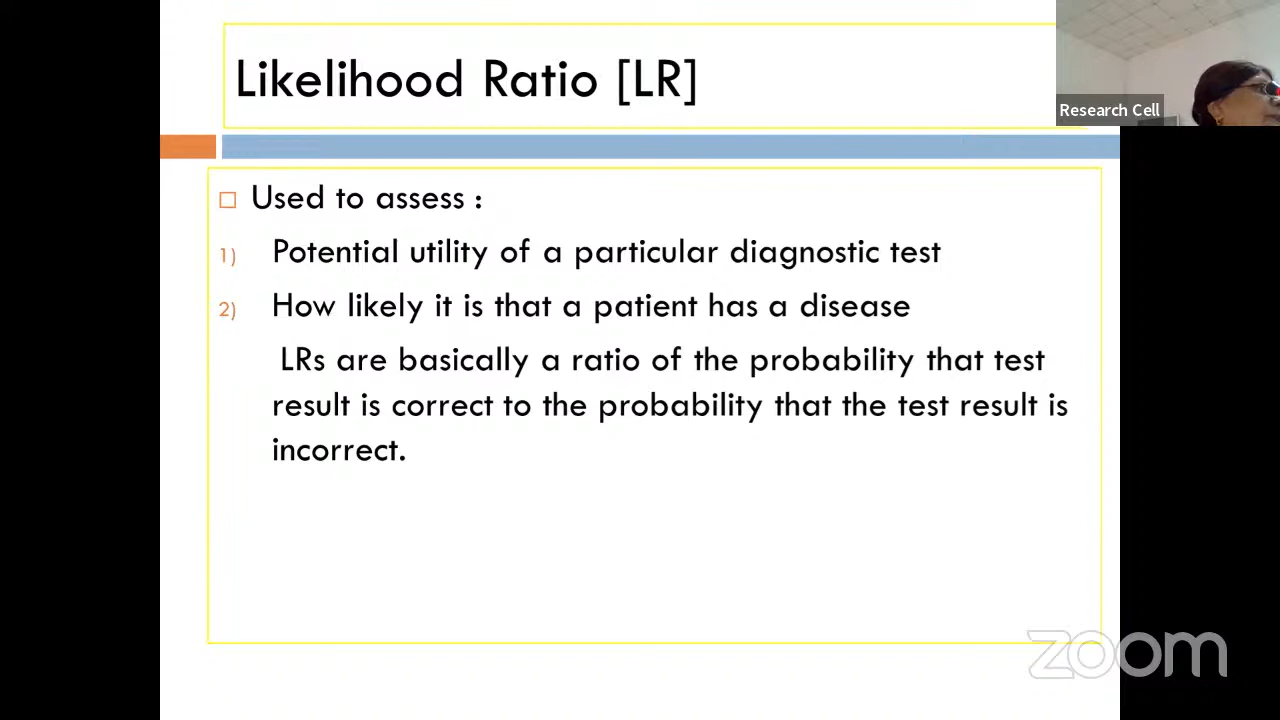 Likelihood Ratio [LR]
Research Cell
Used to assess :
1) Potential utility of a particular diagnostic test
2) How likely it is that a patient has a disease
LRs are basically a ratio of the probability that test
result is correct to the probability that the test result is
incorrect.
zoom